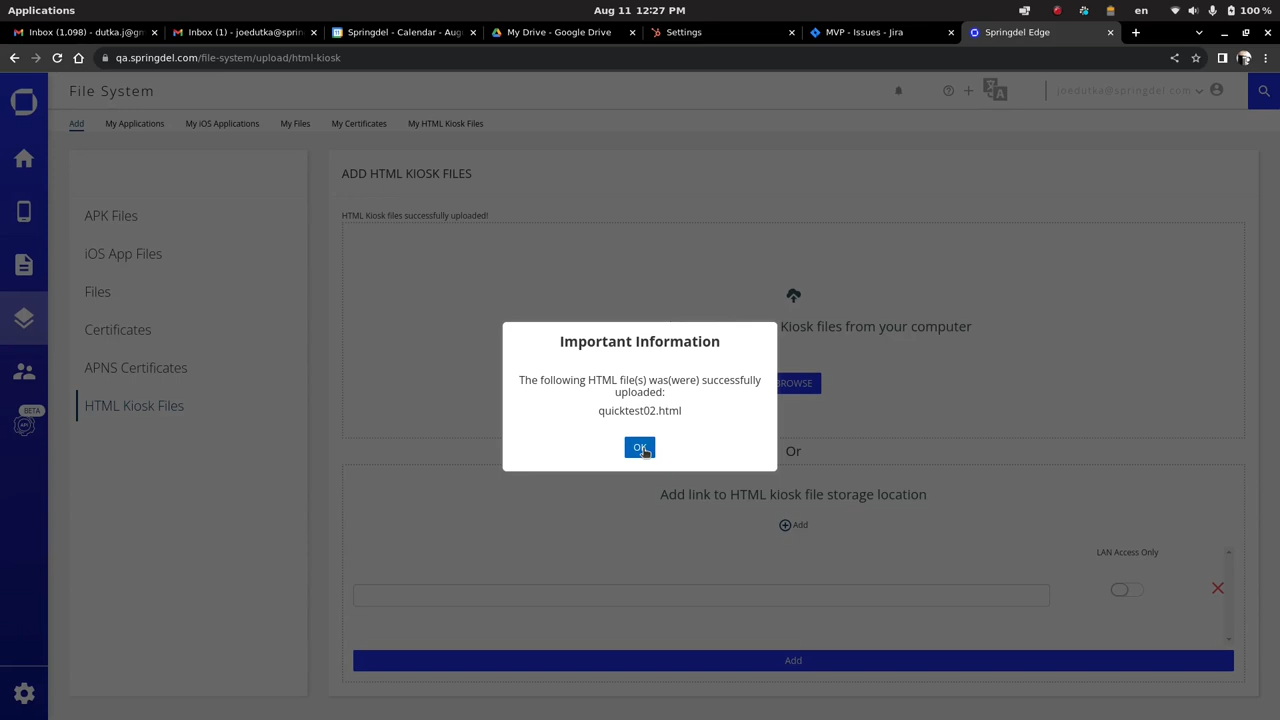 Applications
Aug 11 12:27 PM
en
100 %
Inbox (1,098) - dutka.j@gm
Inbox (1) - joedutka@sprin
Springdel - Calendar - Aug
My Drive - Google Drive
Settings
MVP - Issues - Jira
Springdel Edge
qa.springdel.com/file-system/upload/html-kiosk
File System
joedutka@springdel.com
Add
My Applications
My iOS Applications
My Files
My Certificates
My HTML Kiosk Files
APK Files
iOS App Files
Files
Certificates
APNS Certificates
HTML Kiosk Files
BETA
API
ADD HTML KIOSK FILES
HTML Kiosk files successfully uploaded!
Kiosk files from your computer
BROWSE
Important Information
The following HTML file(s) was(were) successfully
uploaded:
quicktest02.html
OK
Or
Add link to HTML kiosk file storage location
Add
LAN Access Only
Add